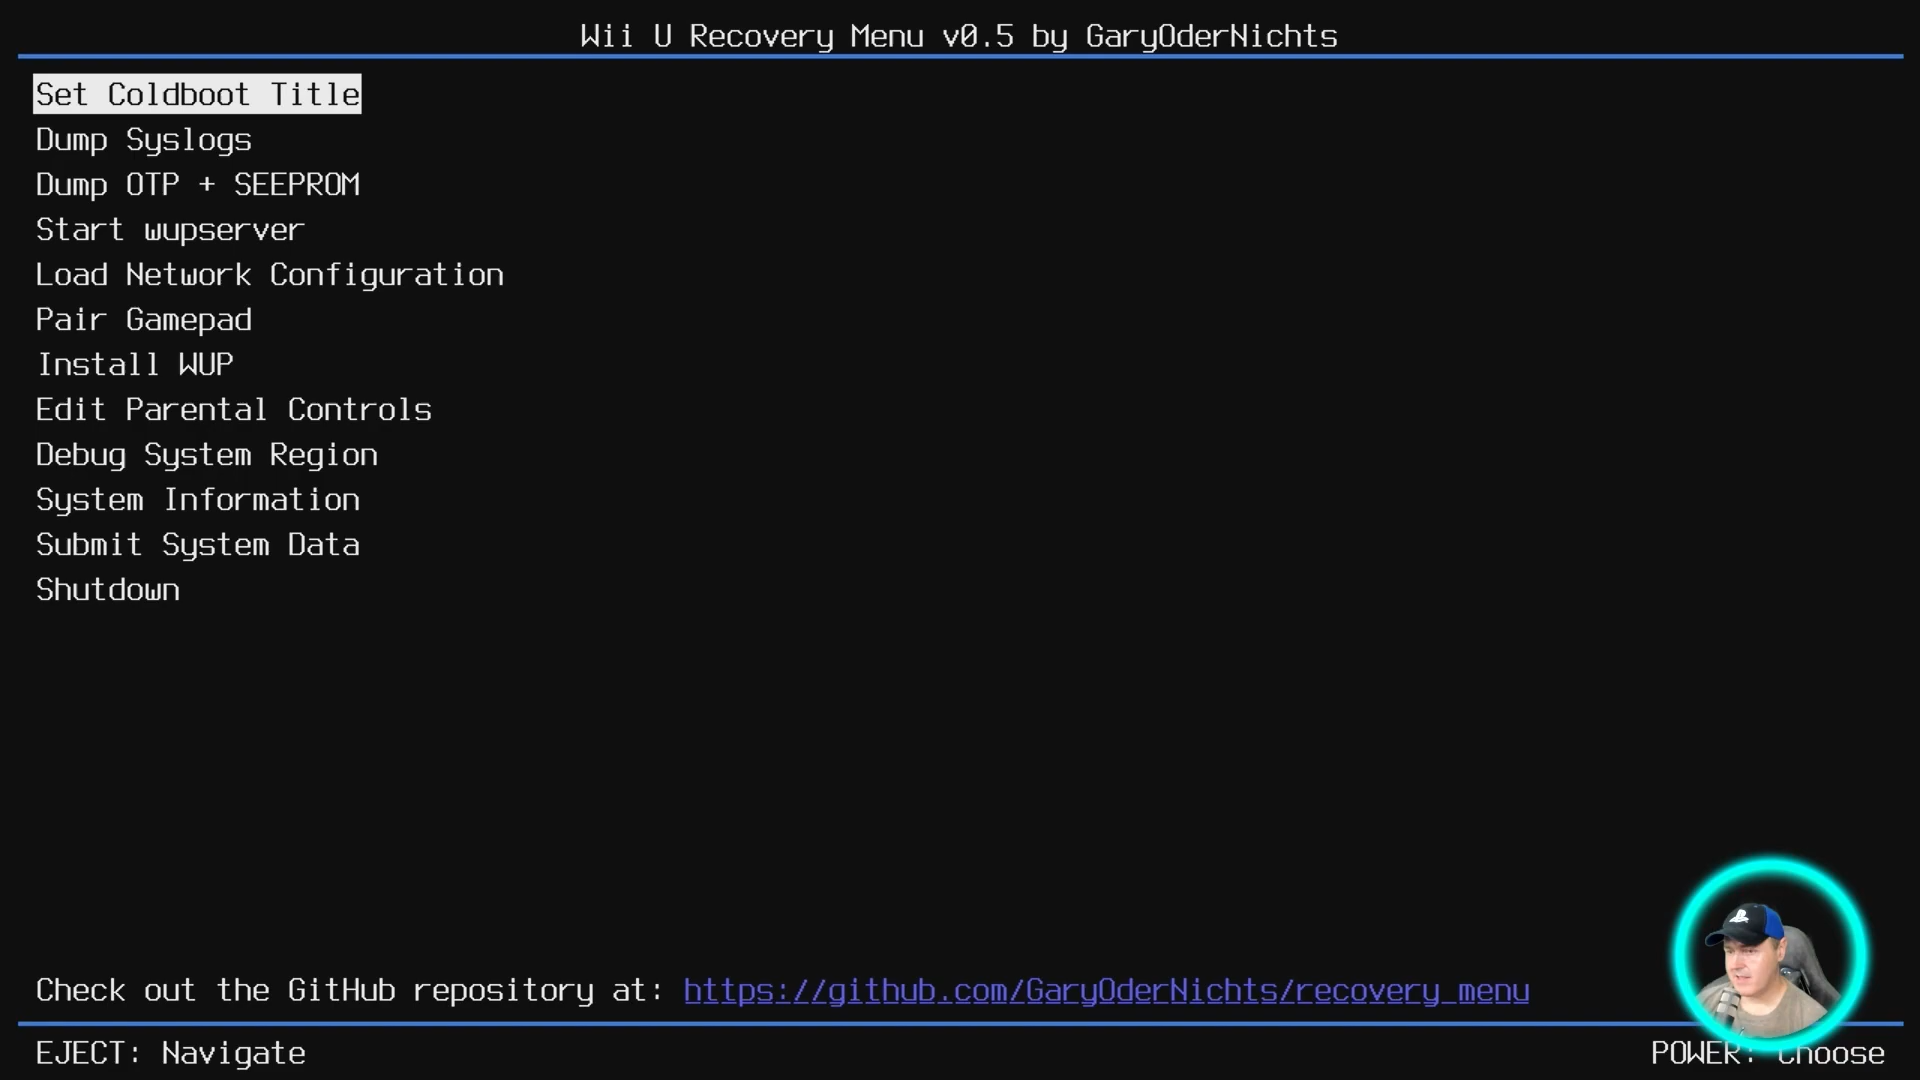 Wii U Recovery Menu v0.5 by GaryOderNichts
Set Coldboot Title
Dump Syslogs
Dump OTP + SEEPROM
Start wupserver
Load Network Configuration
Pair Gamepad
Install WUP
Edit Parental Controls
Debug System Region
System Information
Submit System Data
Shutdown
Check out the GitHub repository at: https://github.com/GaryOderNichts/recovery_menu
EJECT: Navigate
POWER: Choose